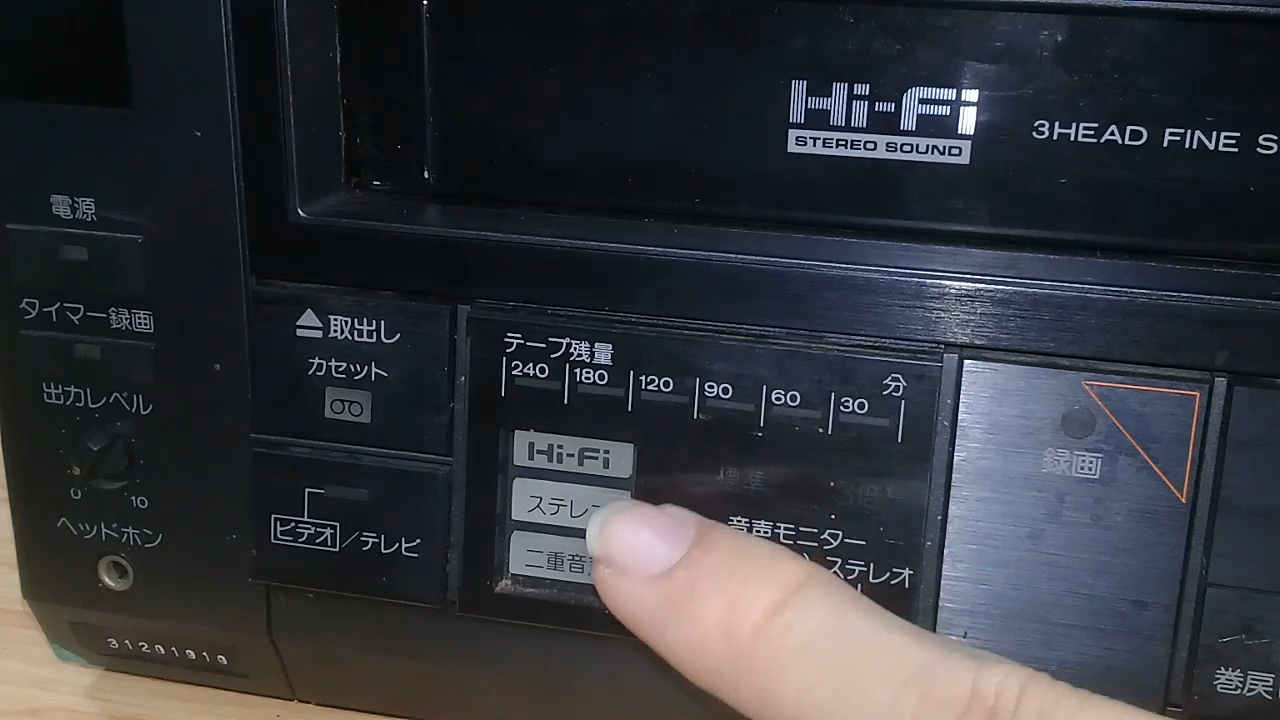 Hi-Fi
STEREO SOUND
3HEAD FINE S
電源
タイマー録画
出力レベル
0 10
ヘッドホン
31201910
取出し
カセット
ビデオ/テレビ
テープ残量
240 180 120 90 60 30 分
Hi-Fi
ステレ
二重音
標準
3倍
音声モニター
ステレオ
録画
巻戻し